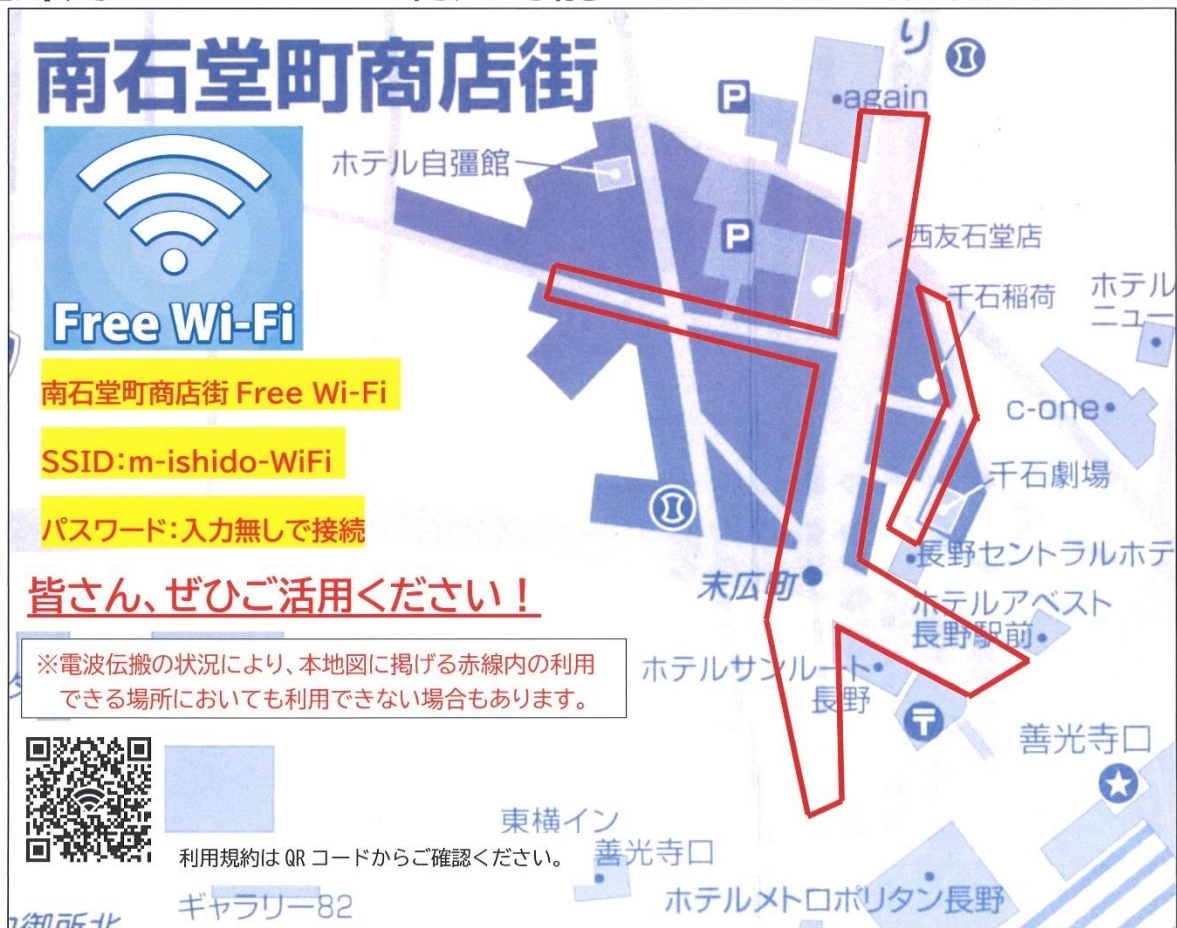 南石堂町商店街
Free Wi-Fi
南石堂町商店街 Free Wi-Fi
SSID:m-ishido-WiFi
パスワード:入力無しで接続
皆さん、ぜひご活用ください!
※電波伝搬の状況により、本地図に掲げる赤線内の利用
できる場所においても利用できない場合もあります。
利用規約は QR コードからご確認ください。
り
P
•again
ホテル自彊館
P
西友石堂店
千石稲荷
ホテル
ニュー
c-one•
千石劇場
•長野セントラルホテ
末広町
ホテルアベスト
長野駅前•
ホテルサンルート•
長野
〒
善光寺口
東横イン
善光寺口
ギャラリー82
ホテルメトロポリタン長野